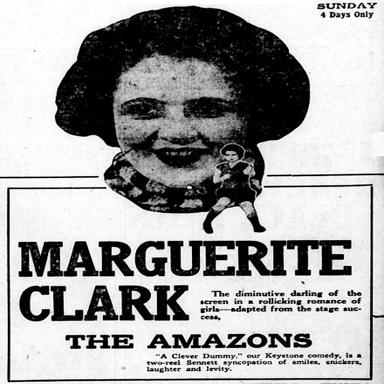 SUNDAY
4 Days Only
MARGUERITE
CLARK
The diminutive darling of the
screen in a rollicking romance of
girls—adapted from the stage suc-
cess,
THE AMAZONS
"A Clever Dummy," our Keystone comedy, is a
two-reel Sennett syncopation of smiles, snickers,
laughter and levity.